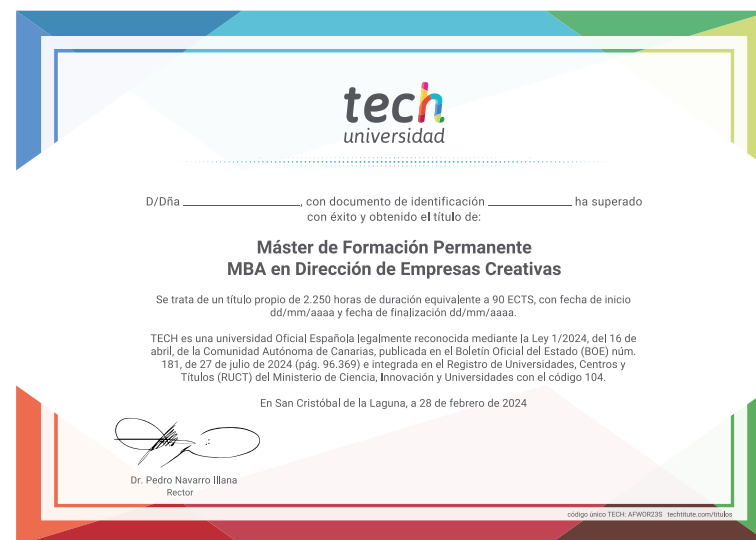 tech
universidad
D/Dña ____________________, con documento de identificación ______________ ha superado
con éxito y obtenido el título de:
Máster de Formación Permanente
MBA en Dirección de Empresas Creativas
Se trata de un título propio de 2.250 horas de duración equivalente a 90 ECTS, con fecha de inicio
dd/mm/aaaa y fecha de finalización dd/mm/aaaa.
TECH es una universidad Oficial Española legalmente reconocida mediante la Ley 1/2024, del 16 de
abril, de la Comunidad Autónoma de Canarias, publicada en el Boletín Oficial del Estado (BOE) núm.
181, de 27 de julio de 2024 (pág. 96.369) e integrada en el Registro de Universidades, Centros y
Títulos (RUCT) del Ministerio de Ciencia, Innovación y Universidades con el código 104.
En San Cristóbal de la Laguna, a 28 de febrero de 2024
Dr. Pedro Navarro Illana
Rector
código único TECH: AFWOR23S techtitute.com/titulos